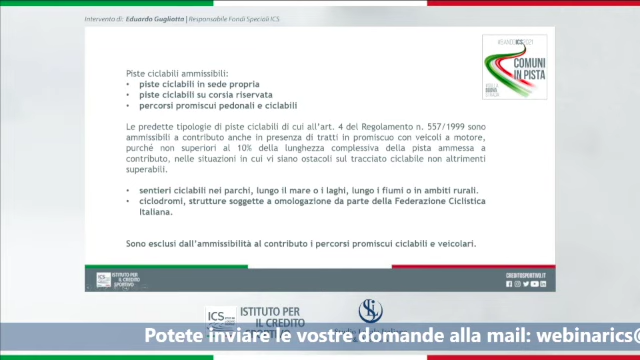 Intervento di: Eduardo Gugliotta | Responsabile Fondi Speciali ICS
COMUNI
IN PISTA
Piste ciclabili ammissibili:
• piste ciclabili in sede propria
• piste ciclabili su corsia riservata
• percorsi promiscui pedonali e ciclabili
Le predette tipologie di piste ciclabili di cui all'art. 4 del Regolamento n. 557/1999 sono
ammissibili a contributo anche in presenza di tratti in promiscuo con veicoli a motore,
purché non superiori al 10% della lunghezza complessiva della pista ammessa a
contributo, nelle situazioni in cui vi siano ostacoli sul tracciato ciclabile non altrimenti
superabili.
• sentieri ciclabili nei parchi, lungo il mare o i laghi, lungo i fiumi o in ambiti rurali.
• ciclodromi, strutture soggette a omologazione da parte della Federazione Ciclistica
Italiana.
Sono esclusi dall'ammissibilità al contributo i percorsi promiscui ciclabili e veicolari.
ICS
ISTITUTO PER
IL CREDITO
SPORTIVO
CREDITOSPORTIVO.IT
ICS
ISTITUTO PER
IL CREDITO
Potete inviare le vostre domande alla mail: webinarics@